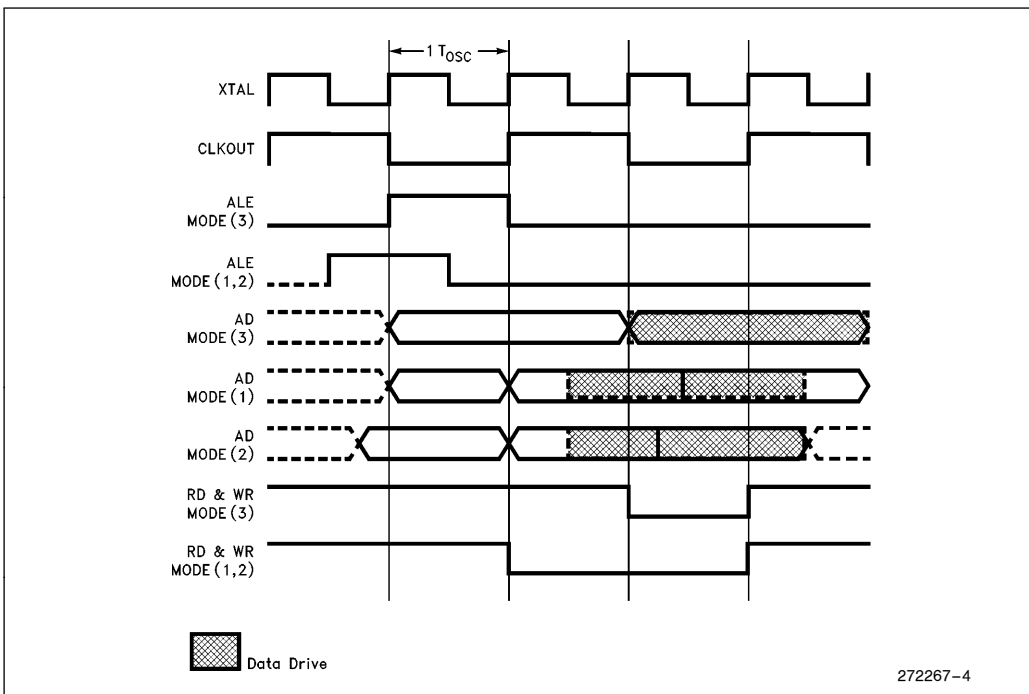 1 TOSC
XTAL
CLKOUT
ALE
MODE (3)
ALE
MODE (1,2)
AD
MODE (3)
AD
MODE (1)
AD
MODE (2)
RD & WR
MODE (3)
RD & WR
MODE (1,2)
Data Drive
272267-4